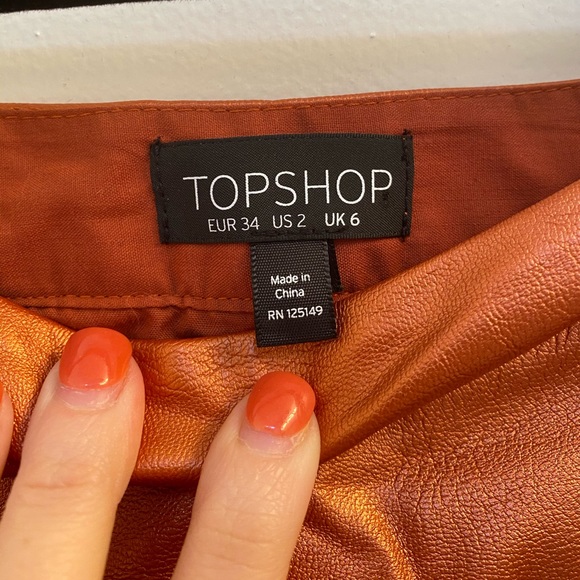 TOPSHOP
EUR 34 US 2 UK 6
Made in
China
RN 125149